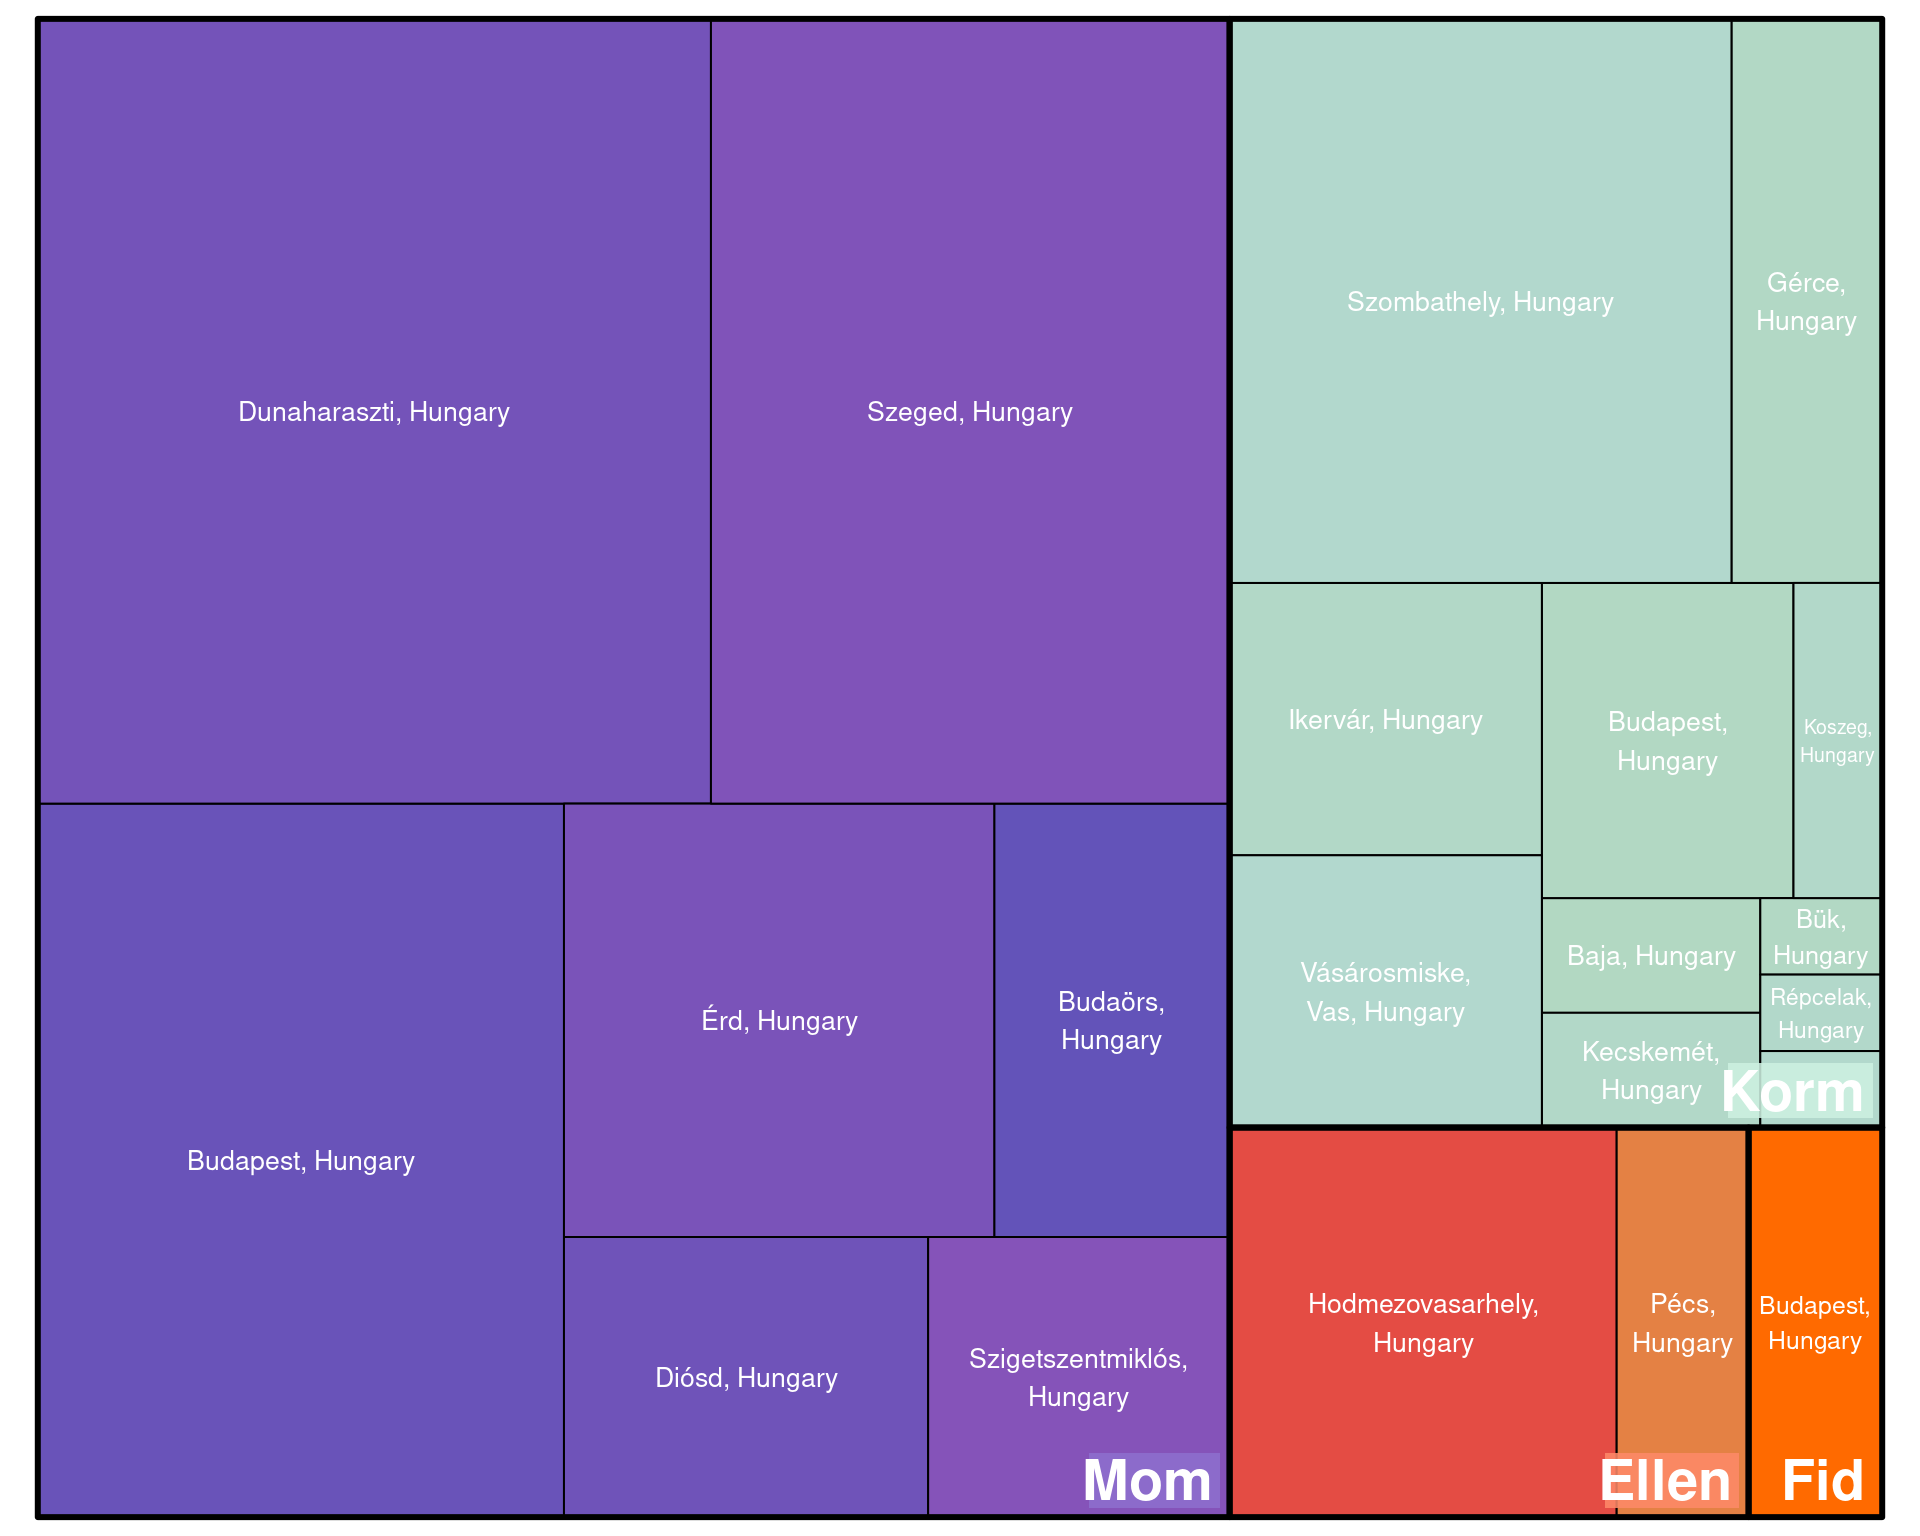 Dunaharaszti, Hungary
Szeged, Hungary
Budapest, Hungary
Érd, Hungary
Budaörs,
Hungary
Diósd, Hungary
Szigetszentmiklós,
Hungary
Mom
Szombathely, Hungary
Gérce,
Hungary
Ikervár, Hungary
Budapest,
Hungary
Koszeg,
Hungary
Vásárosmiske,
Vas, Hungary
Baja, Hungary
Bük,
Hungary
Répcelak,
Hungary
Kecskemét,
Hungary
Korm
Hodmezovasarhely,
Hungary
Pécs,
Hungary
Ellen
Budapest,
Hungary
Fid